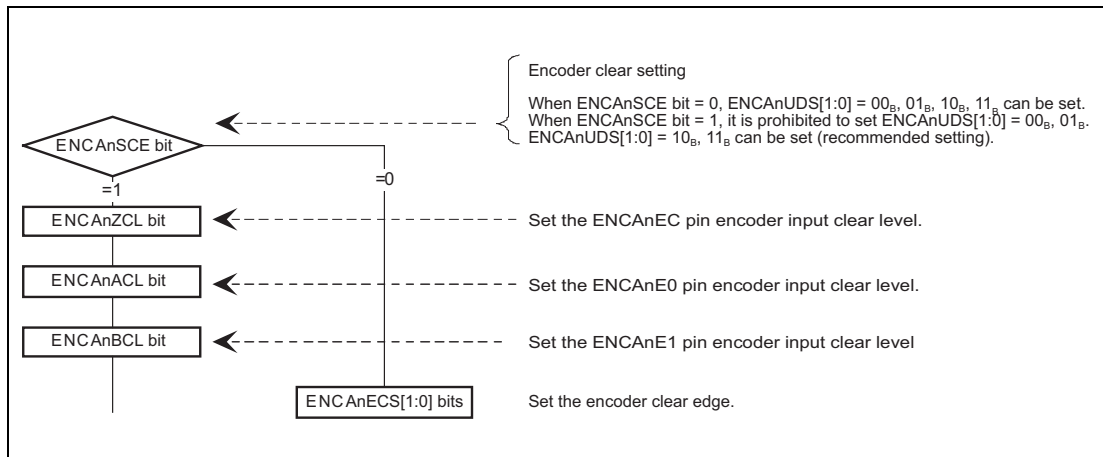 Encoder clear setting
When ENCAnSCE bit = 0, ENCAnUDS[1:0] = 00B, 01B, 10B, 11B can be set.
When ENCAnSCE bit = 1, it is prohibited to set ENCAnUDS[1:0] = 00B, 01B.
ENCAnUDS[1:0] = 10B, 11B can be set (recommended setting).
ENCAnSCE bit
=0
=1
ENCAnZCL bit
Set the ENCAnEC pin encoder input clear level.
ENCAnACL bit
Set the ENCAnE0 pin encoder input clear level.
ENCAnBCL bit
Set the ENCAnE1 pin encoder input clear level
ENCAnECS[1:0] bits
Set the encoder clear edge.